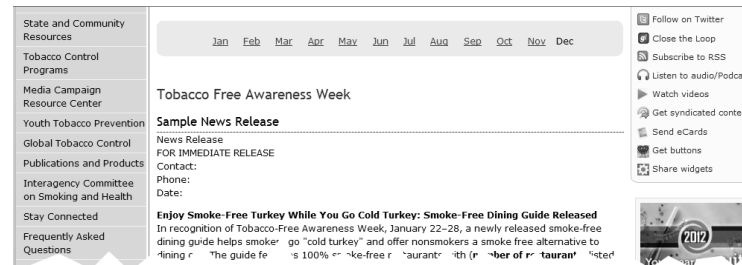 State and Community
Resources
Tobacco Control
Programs
Media Campaign
Resource Center
Youth Tobacco Prevention
Global Tobacco Control
Publications and Products
Interagency Committee
on Smoking and Health
Stay Connected
Frequently Asked
Questions
Jan Feb Mar Apr May Jun Jul Aug Sep Oct Nov Dec
Tobacco Free Awareness Week
Sample News Release
News Release
FOR IMMEDIATE RELEASE
Contact:
Phone:
Date:
Enjoy Smoke-Free Turkey While You Go Cold Turkey: Smoke-Free Dining Guide Released
In recognition of Tobacco-Free Awareness Week, January 22–28, a newly released smoke-free
dining guide helps smoker go "cold turkey" and offer nonsmokers a smoke free alternative to
dining The guide 100% with
Follow on Twitter
Close the Loop
Subscribe to RSS
Listen to audio/Podca
Watch videos
Get syndicated conte
Send eCards
Get buttons
Share widgets
2012